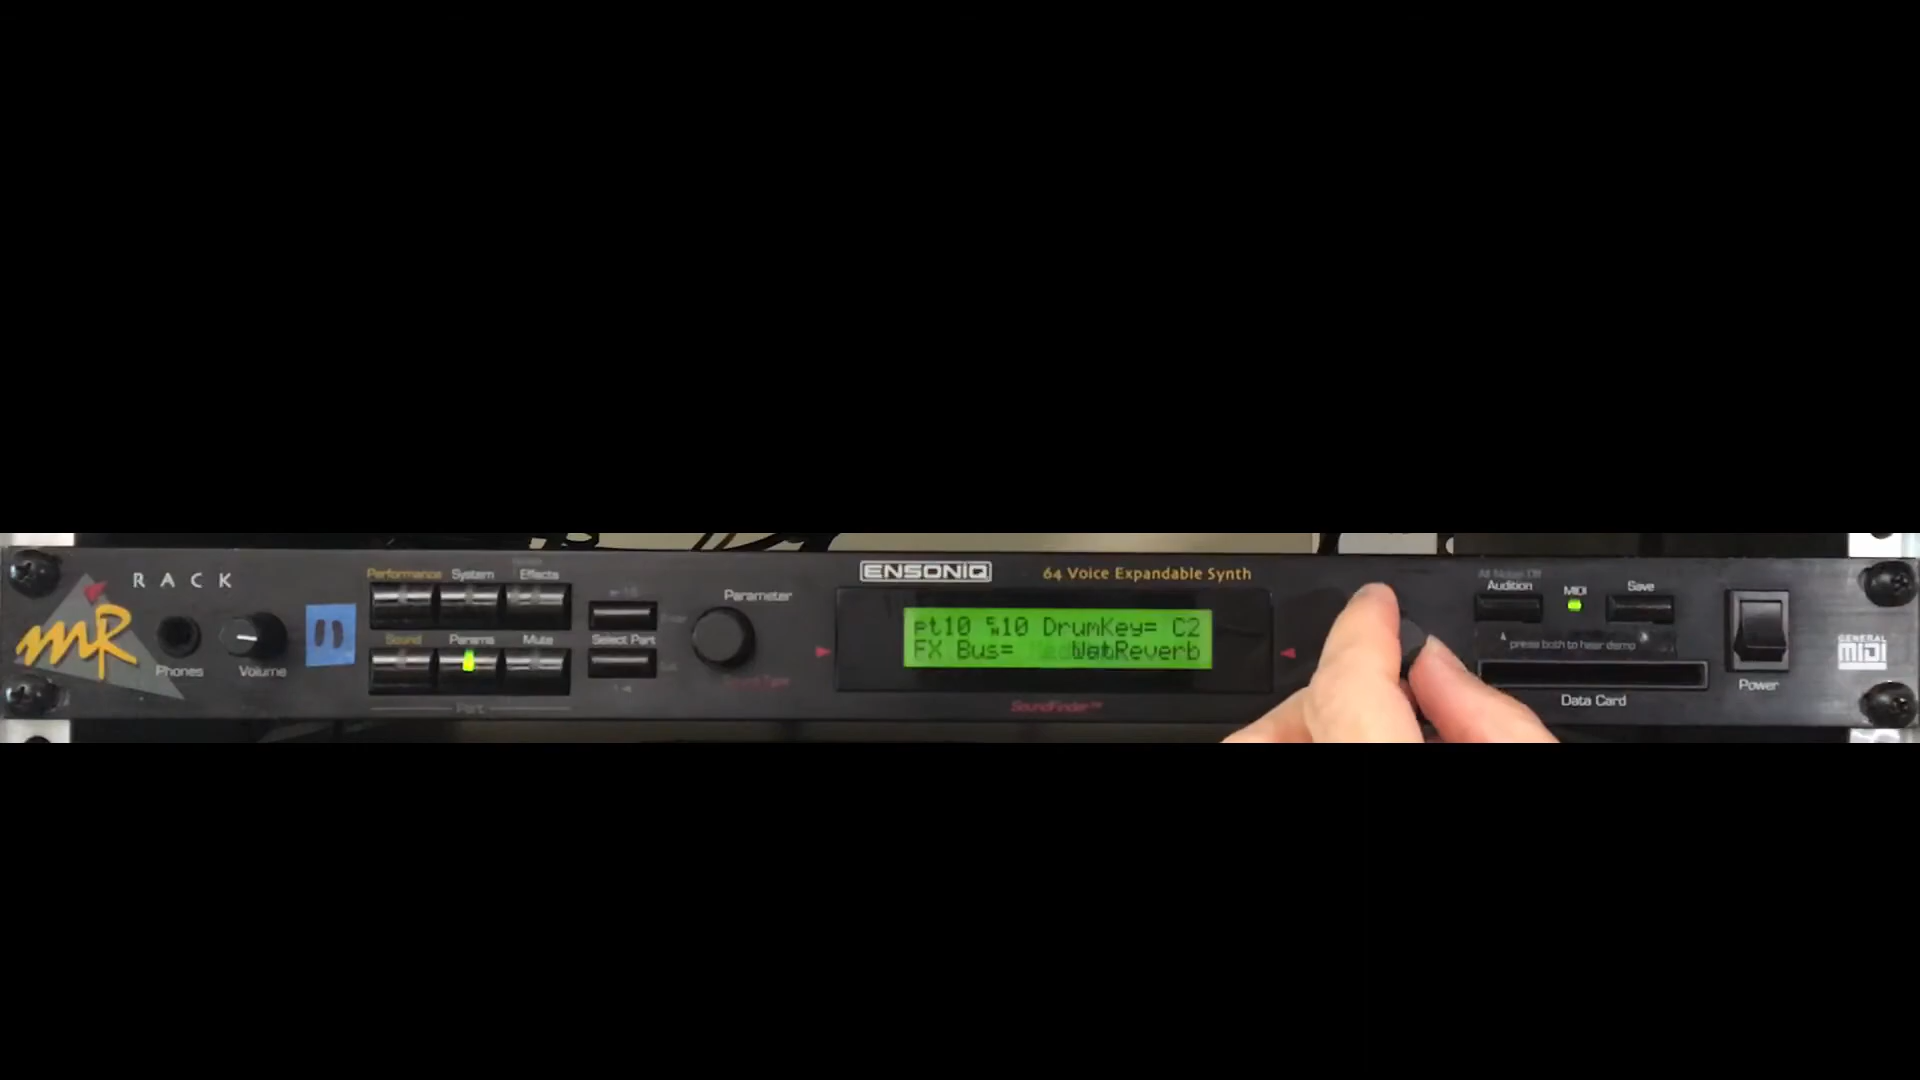 RACK
mR
Phones
Volume
Performance System Effects
Sound Params Mute
Part
Select Part
Parameter
ENSONIQ
64 Voice Expandable Synth
pt10 CH10 DrumKey= C2
FX Bus= WetReverb
SoundFinder™
Audition
MIDI
Save
press both to hear demo
Data Card
Power
GENERAL
MIDI